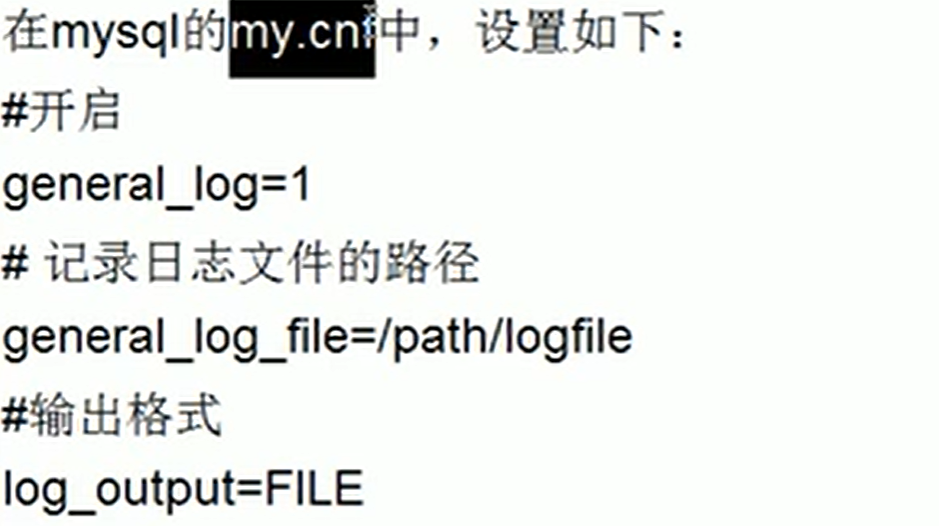 在mysql的my.cnf中，设置如下：
#开启
general_log=1
# 记录日志文件的路径
general_log_file=/path/logfile
#输出格式
log_output=FILE